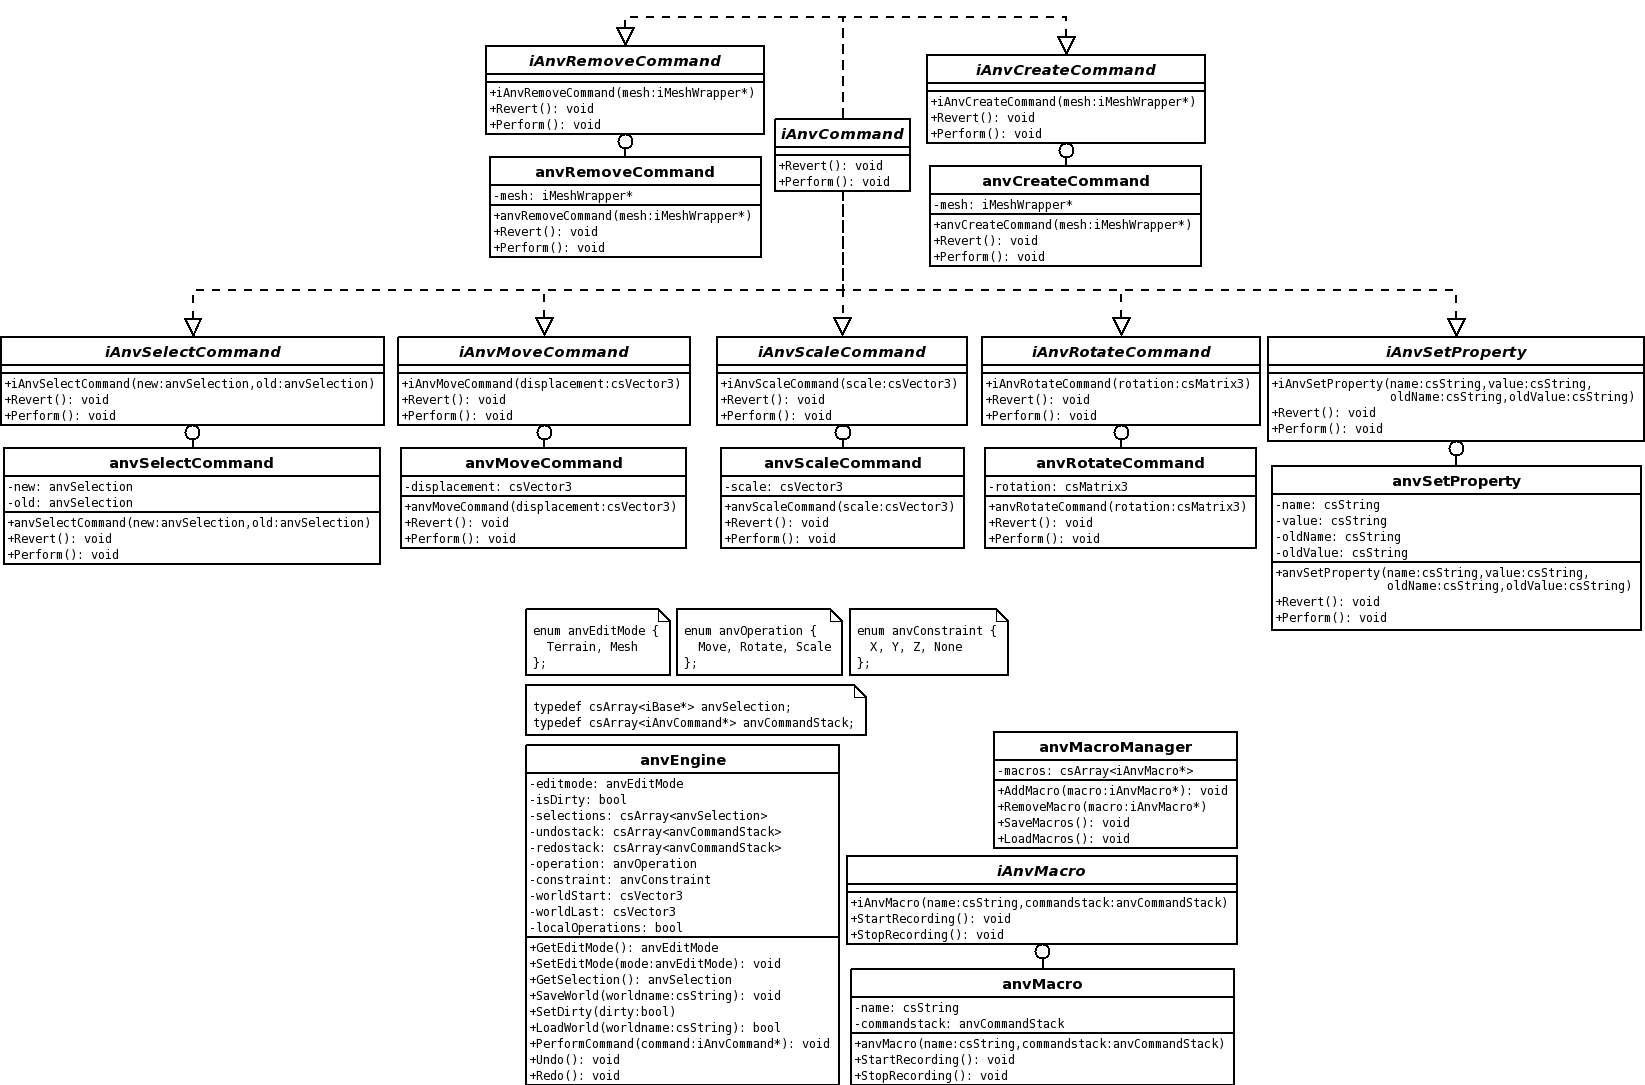 iAnvRemoveCommand
+iAnvRemoveCommand(mesh:iMeshWrapper*)
+Revert(): void
+Perform(): void
anvRemoveCommand
-mesh: iMeshWrapper*
+anvRemoveCommand(mesh:iMeshWrapper*)
+Revert(): void
+Perform(): void
iAnvCommand
+Revert(): void
+Perform(): void
iAnvCreateCommand
+iAnvCreateCommand(mesh:iMeshWrapper*)
+Revert(): void
+Perform(): void
anvCreateCommand
-mesh: iMeshWrapper*
+anvCreateCommand(mesh:iMeshWrapper*)
+Revert(): void
+Perform(): void
iAnvSelectCommand
+iAnvSelectCommand(new:anvSelection,old:anvSelection)
+Revert(): void
+Perform(): void
anvSelectCommand
-new: anvSelection
-old: anvSelection
+anvSelectCommand(new:anvSelection,old:anvSelection)
+Revert(): void
+Perform(): void
iAnvMoveCommand
+iAnvMoveCommand(displacement:csVector3)
+Revert(): void
+Perform(): void
anvMoveCommand
-displacement: csVector3
+anvMoveCommand(displacement:csVector3)
+Revert(): void
+Perform(): void
iAnvScaleCommand
+iAnvScaleCommand(scale:csVector3)
+Revert(): void
+Perform(): void
anvScaleCommand
-scale: csVector3
+anvScaleCommand(scale:csVector3)
+Revert(): void
+Perform(): void
iAnvRotateCommand
+iAnvRotateCommand(rotation:csMatrix3)
+Revert(): void
+Perform(): void
anvRotateCommand
-rotation: csMatrix3
+anvRotateCommand(rotation:csMatrix3)
+Revert(): void
+Perform(): void
iAnvSetProperty
+iAnvSetProperty(name:csString,value:csString,
oldName:csString,oldValue:csString)
+Revert(): void
+Perform(): void
anvSetProperty
-name: csString
-value: csString
-oldName: csString
-oldValue: csString
+anvSetProperty(name:csString,value:csString,
oldName:csString,oldValue:csString)
+Revert(): void
+Perform(): void
enum anvEditMode {
Terrain, Mesh
};
enum anvOperation {
Move, Rotate, Scale
};
enum anvConstraint {
X, Y, Z, None
};
typedef csArray<iBase*> anvSelection;
typedef csArray<iAnvCommand*> anvCommandStack;
anvEngine
-editmode: anvEditMode
-isDirty: bool
-selections: csArray<anvSelection>
-undostack: csArray<anvCommandStack>
-redostack: csArray<anvCommandStack>
-operation: anvOperation
-constraint: anvConstraint
-worldStart: csVector3
-worldLast: csVector3
-localOperations: bool
+GetEditMode(): anvEditMode
+SetEditMode(mode:anvEditMode): void
+GetSelection(): anvSelection
+SaveWorld(worldname:csString): void
+SetDirty(dirty:bool)
+LoadWorld(worldname:csString): bool
+PerformCommand(command:iAnvCommand*): void
+Undo(): void
+Redo(): void
anvMacroManager
-macros: csArray<iAnvMacro*>
+AddMacro(macro:iAnvMacro*): void
+RemoveMacro(macro:iAnvMacro*)
+SaveMacros(): void
+LoadMacros(): void
iAnvMacro
+iAnvMacro(name:csString,commandstack:anvCommandStack)
+StartRecording(): void
+StopRecording(): void
anvMacro
-name: csString
-commandstack: anvCommandStack
+anvMacro(name:csString,commandstack:anvCommandStack)
+StartRecording(): void
+StopRecording(): void